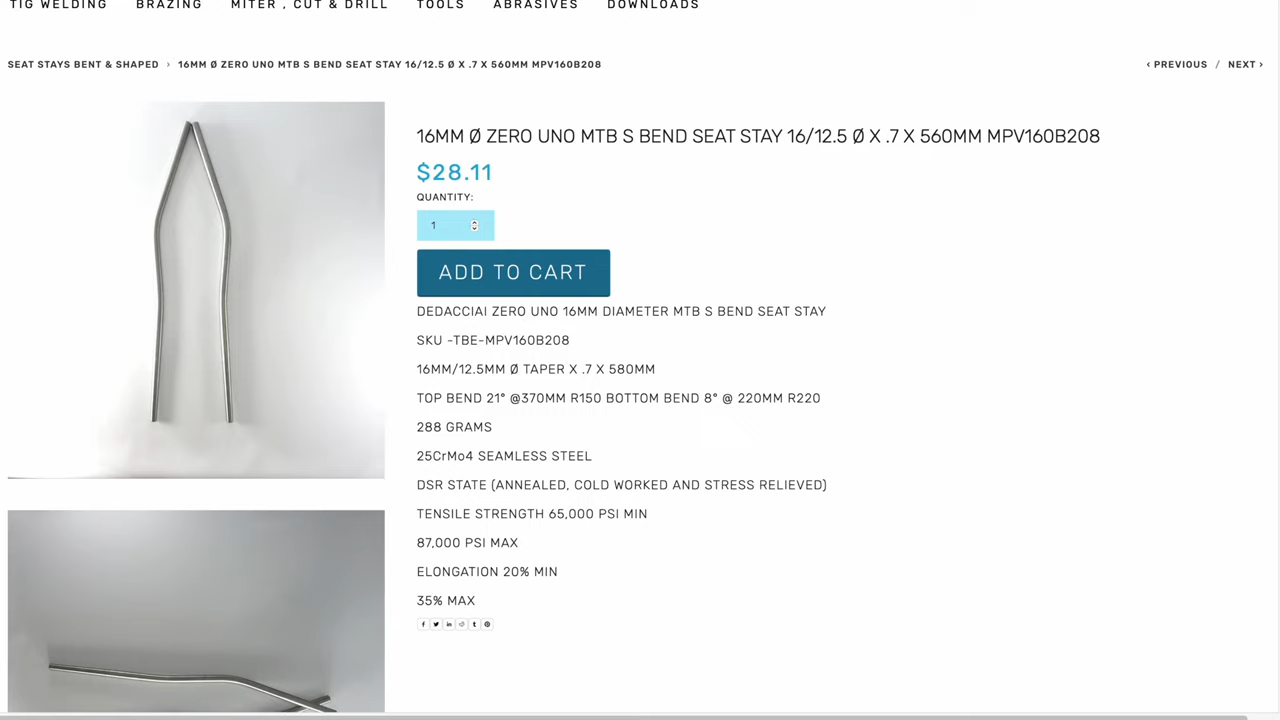 TIG WELDING BRAZING MITER , CUT & DRILL TOOLS ABRASIVES DOWNLOADS
SEAT STAYS BENT & SHAPED › 16MM Ø ZERO UNO MTB S BEND SEAT STAY 16/12.5 Ø X .7 X 560MM MPV160B208
‹ PREVIOUS / NEXT ›
16MM Ø ZERO UNO MTB S BEND SEAT STAY 16/12.5 Ø X .7 X 560MM MPV160B208
$28.11
QUANTITY:
1
ADD TO CART
DEDACCIAI ZERO UNO 16MM DIAMETER MTB S BEND SEAT STAY
SKU -TBE-MPV160B208
16MM/12.5MM Ø TAPER X .7 X 580MM
TOP BEND 21° @370MM R150 BOTTOM BEND 8° @ 220MM R220
288 GRAMS
25CrMo4 SEAMLESS STEEL
DSR STATE (ANNEALED, COLD WORKED AND STRESS RELIEVED)
TENSILE STRENGTH 65,000 PSI MIN
87,000 PSI MAX
ELONGATION 20% MIN
35% MAX